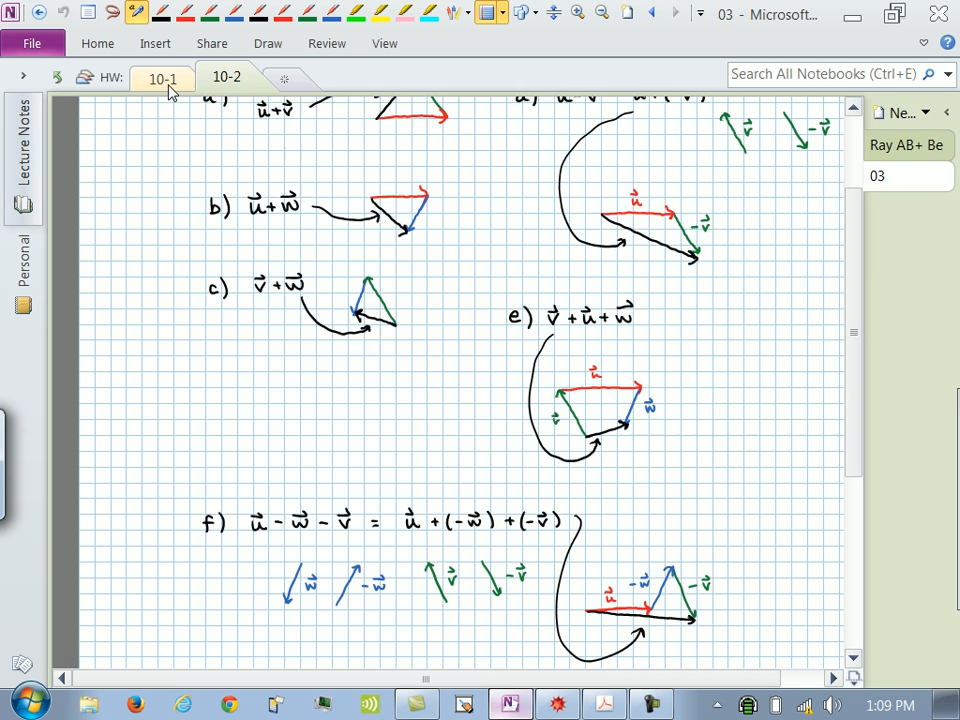 03 - Microsoft...
File
Home
Insert
Share
Draw
Review
View
HW:
10-1
10-2
Search All Notebooks (Ctrl+E)
Lecture Notes
Personal
Ne...
Ray AB+ Be
03
a)
u⃗+v⃗
v⃗
-v⃗
b) u⃗+w⃗
u⃗
-v⃗
c) v⃗+w⃗
e) v⃗+u⃗+w⃗
u⃗
v⃗
w⃗
f) u⃗ - w⃗ - v⃗ = u⃗ +(-w⃗)+(-v⃗)
w⃗
-w⃗
v⃗
-v⃗
u⃗
-w⃗
-v⃗
1:09 PM